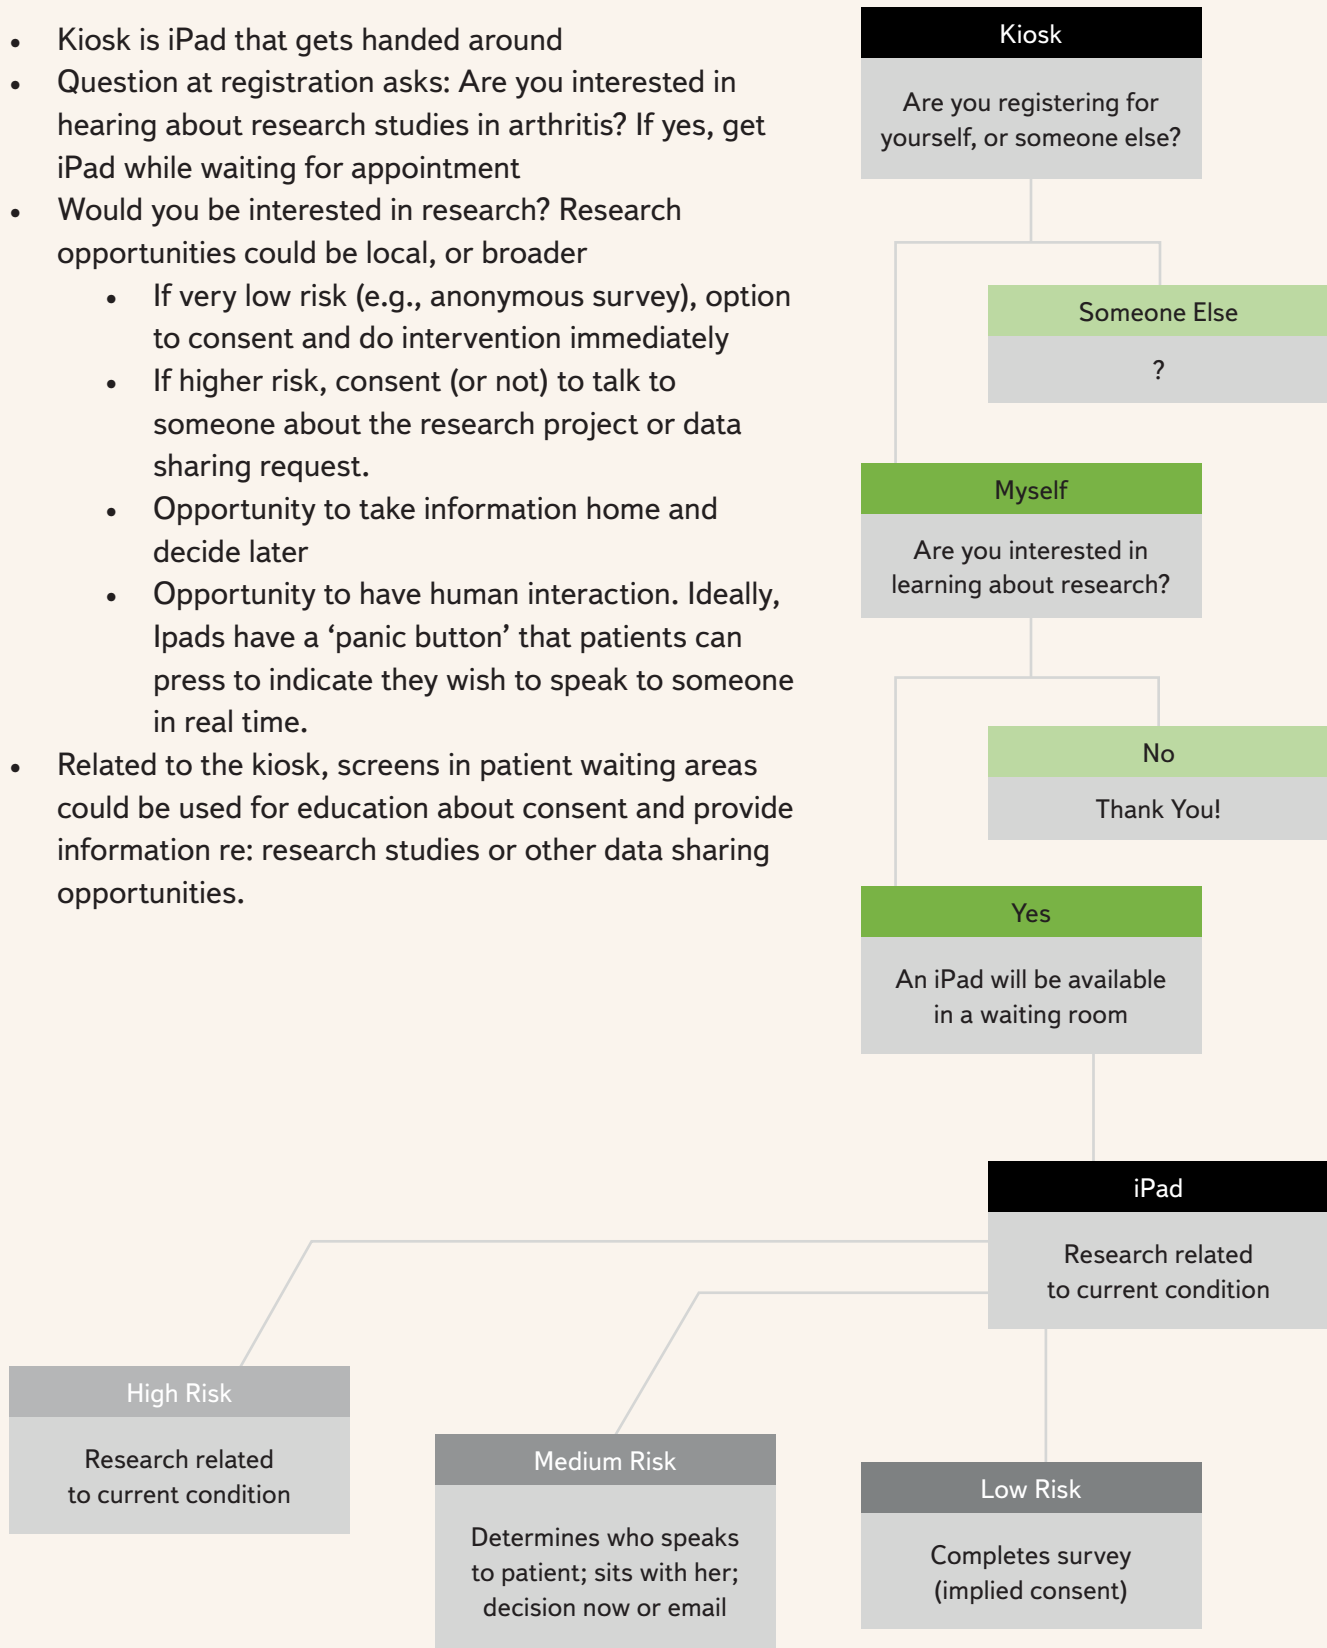 • Kiosk is iPad that gets handed around
• Question at registration asks: Are you interested in
hearing about research studies in arthritis? If yes, get
iPad while waiting for appointment
• Would you be interested in research? Research
opportunities could be local, or broader
• If very low risk (e.g., anonymous survey), option
to consent and do intervention immediately
• If higher risk, consent (or not) to talk to
someone about the research project or data
sharing request.
• Opportunity to take information home and
decide later
• Opportunity to have human interaction. Ideally,
Ipads have a ‘panic button’ that patients can
press to indicate they wish to speak to someone
in real time.
• Related to the kiosk, screens in patient waiting areas
could be used for education about consent and provide
information re: research studies or other data sharing
opportunities.
Kiosk
Are you registering for
yourself, or someone else?
Someone Else
?
Myself
Are you interested in
learning about research?
No
Thank You!
Yes
An iPad will be available
in a waiting room
iPad
Research related
to current condition
High Risk
Research related
to current condition
Medium Risk
Determines who speaks
to patient; sits with her;
decision now or email
Low Risk
Completes survey
(implied consent)